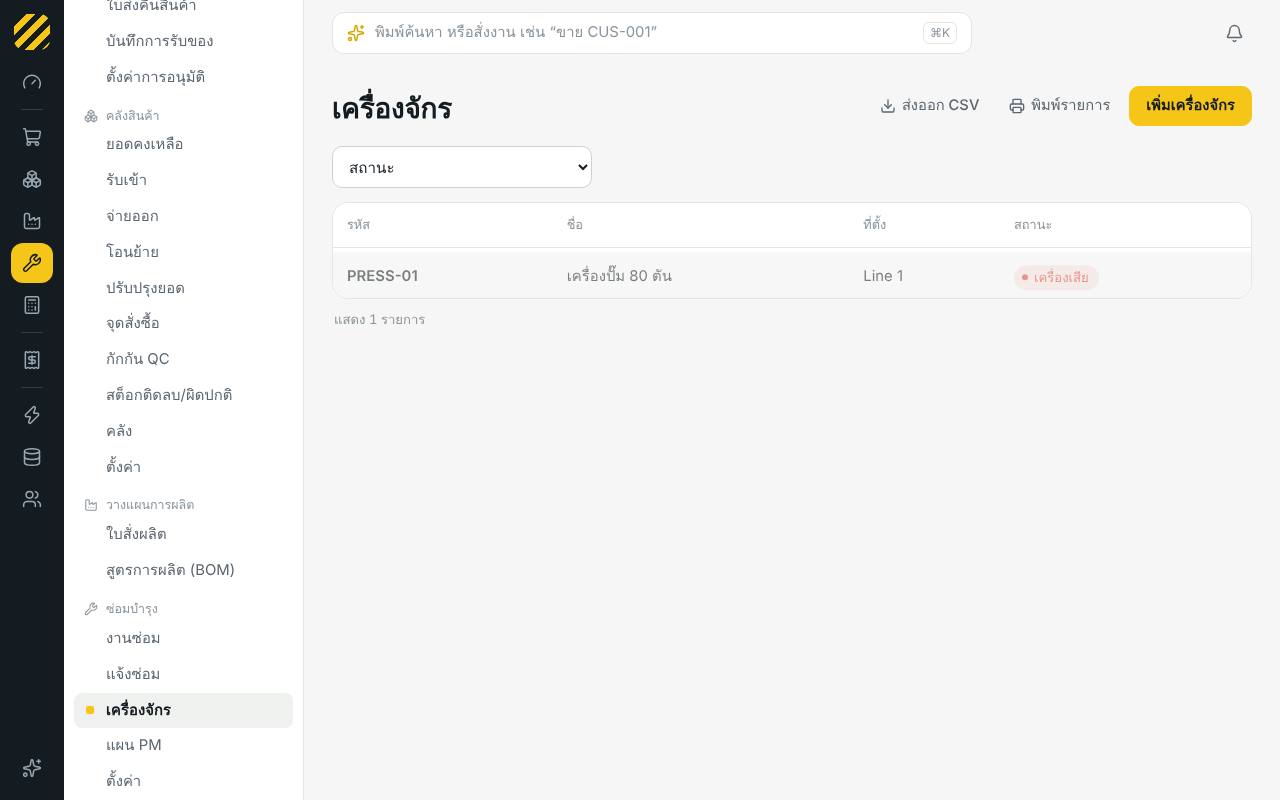 ใบส่งคืนสินค้า
บันทึกการรับของ
ตั้งค่าการอนุมัติ
คลังสินค้า
ยอดคงเหลือ
รับเข้า
จ่ายออก
โอนย้าย
ปรับปรุงยอด
จุดสั่งซื้อ
กักกัน QC
สต็อกติดลบ/ผิดปกติ
คลัง
ตั้งค่า
วางแผนการผลิต
ใบสั่งผลิต
สูตรการผลิต (BOM)
ซ่อมบำรุง
งานซ่อม
แจ้งซ่อม
เครื่องจักร
แผน PM
ตั้งค่า
พิมพ์ค้นหา หรือสั่งงาน เช่น “ขาย CUS-001” ⌘K
เครื่องจักร
ส่งออก CSV พิมพ์รายการ เพิ่มเครื่องจักร
สถานะ
รหัส ชื่อ ที่ตั้ง สถานะ
PRESS-01 เครื่องปั๊ม 80 ตัน Line 1 เครื่องเสีย
แสดง 1 รายการ